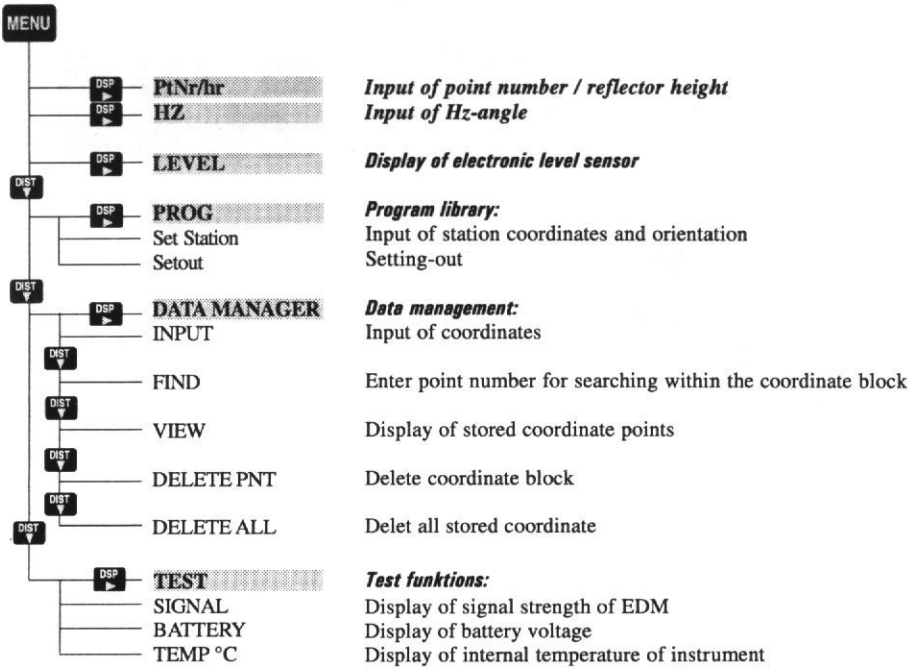 MENU
DSP PtNr/hr Input of point number / reflector height
DSP HZ Input of Hz-angle
DSP LEVEL Display of electronic level sensor
DIST
DSP PROG Program library:
Set Station Input of station coordinates and orientation
Setout Setting-out
DIST
DSP DATA MANAGER Data management:
INPUT Input of coordinates
DIST
FIND Enter point number for searching within the coordinate block
DIST
VIEW Display of stored coordinate points
DIST
DELETE PNT Delete coordinate block
DIST
DELETE ALL Delet all stored coordinate
DIST
DSP TEST Test funktions:
SIGNAL Display of signal strength of EDM
BATTERY Display of battery voltage
TEMP °C Display of internal temperature of instrument